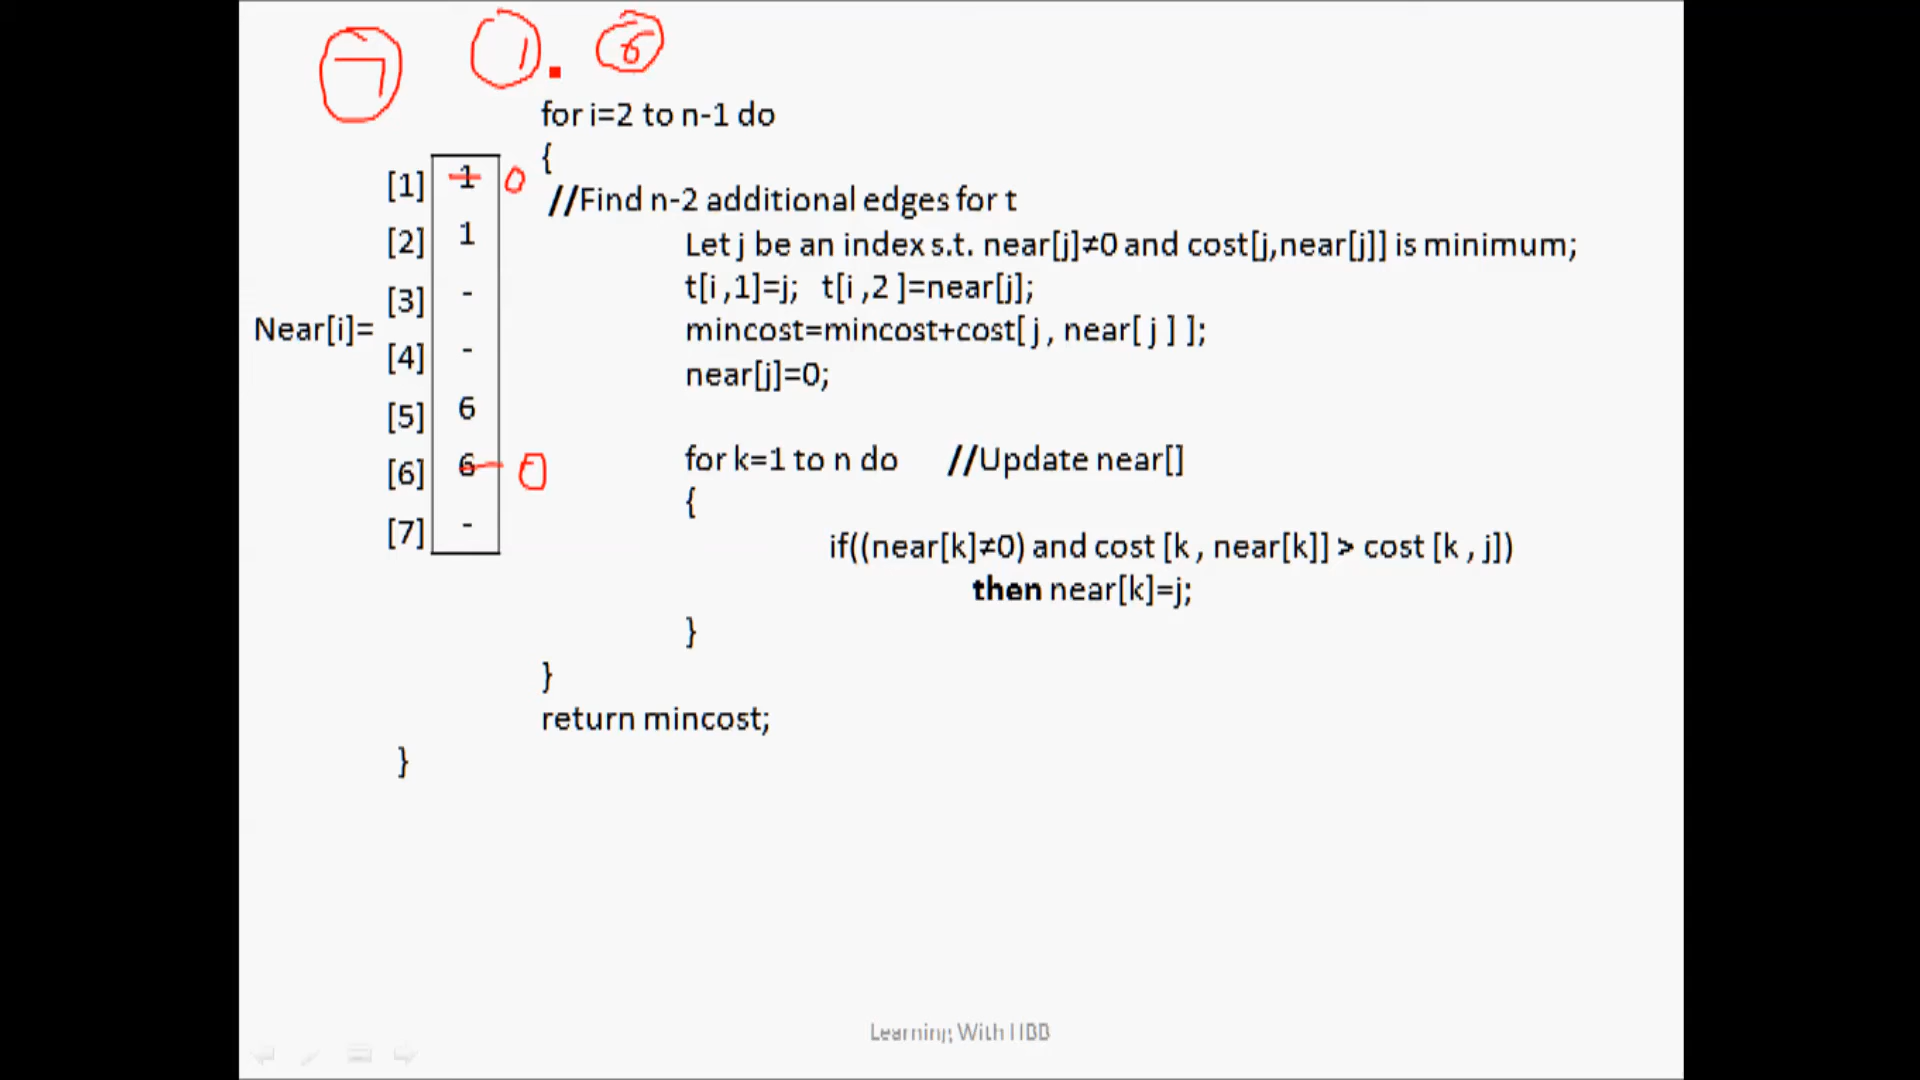 7 1 . 6
for i=2 to n-1 do
{
//Find n-2 additional edges for t
Let j be an index s.t. near[j]≠0 and cost[j,near[j]] is minimum;
t[i ,1]=j; t[i ,2 ]=near[j];
mincost=mincost+cost[ j , near[ j ] ];
near[j]=0;
for k=1 to n do //Update near[]
{
if((near[k]≠0) and cost [k , near[k]] > cost [k , j])
then near[k]=j;
}
}
return mincost;
}
Near[i]=
[1] 1 0
[2] 1
[3] -
[4] -
[5] 6
[6] 6 0
[7] -
Learning With